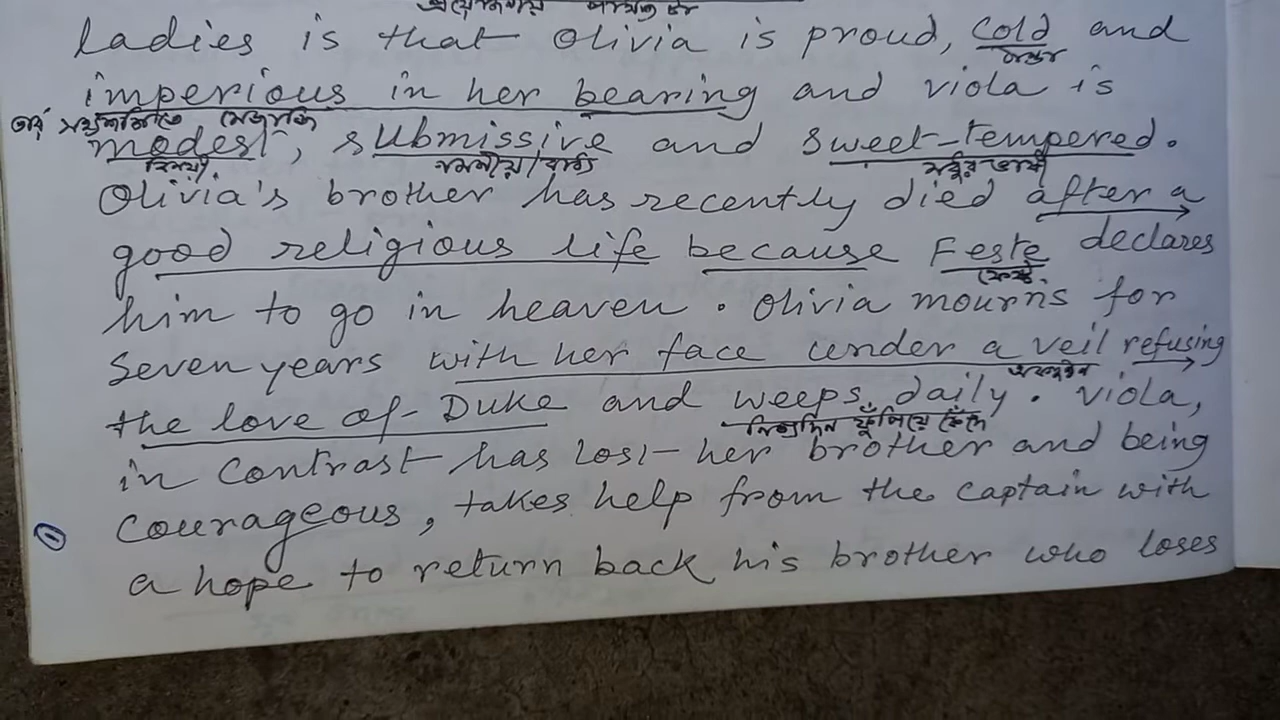 ladies is that Olivia is proud, cold and
imperious in her bearing and viola is
modest, submissive and sweet-tempered.
Olivia's brother has recently died after a
good religious life because Feste declares
him to go in heaven. Olivia mourns for
seven years with her face under a veil refusing
the love of Duke and weeps daily. viola,
নিত্যদিন ফুঁপিয়ে কেঁদে
in contrast has lost her brother and being
courageous, takes help from the captain with
a hope to return back his brother who loses